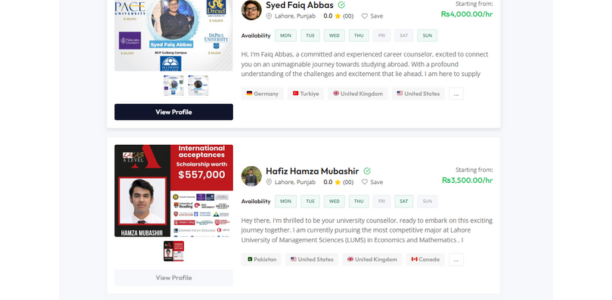 PACE
UNIVERSITY
Syed Faiq Abbas
Syed Faiq Abbas
Starting from:
Lahore, Punjab 0.0 (00) Save
Rs4,000.00/hr
Availability MON TUE WED THU FRI SAT SUN
Hi, I'm Faiq Abbas, a committed and experienced career counselor, excited to connect
you on an unimaginable journey towards studying abroad. With a profound
understanding of the challenges and excitement that lie ahead. I am here to supply
Germany Turkiye United Kingdom United States ...
View Profile
International
acceptances
Scholarship worth
$557,000
HAMZA MUBASHIR
Hafiz Hamza Mubashir
Starting from:
Lahore, Punjab 0.0 (00) Save
Rs3,500.00/hr
Availability MON TUE WED THU FRI SAT SUN
Hey there, I'm thrilled to be your university counsellor, ready to embark on this exciting
journey together. I am currently pursuing the most competitive major at Lahore
University of Management Sciences (LUMS) in Economics and Mathematics . I
Pakistan United States United Kingdom Canada ...
View Profile